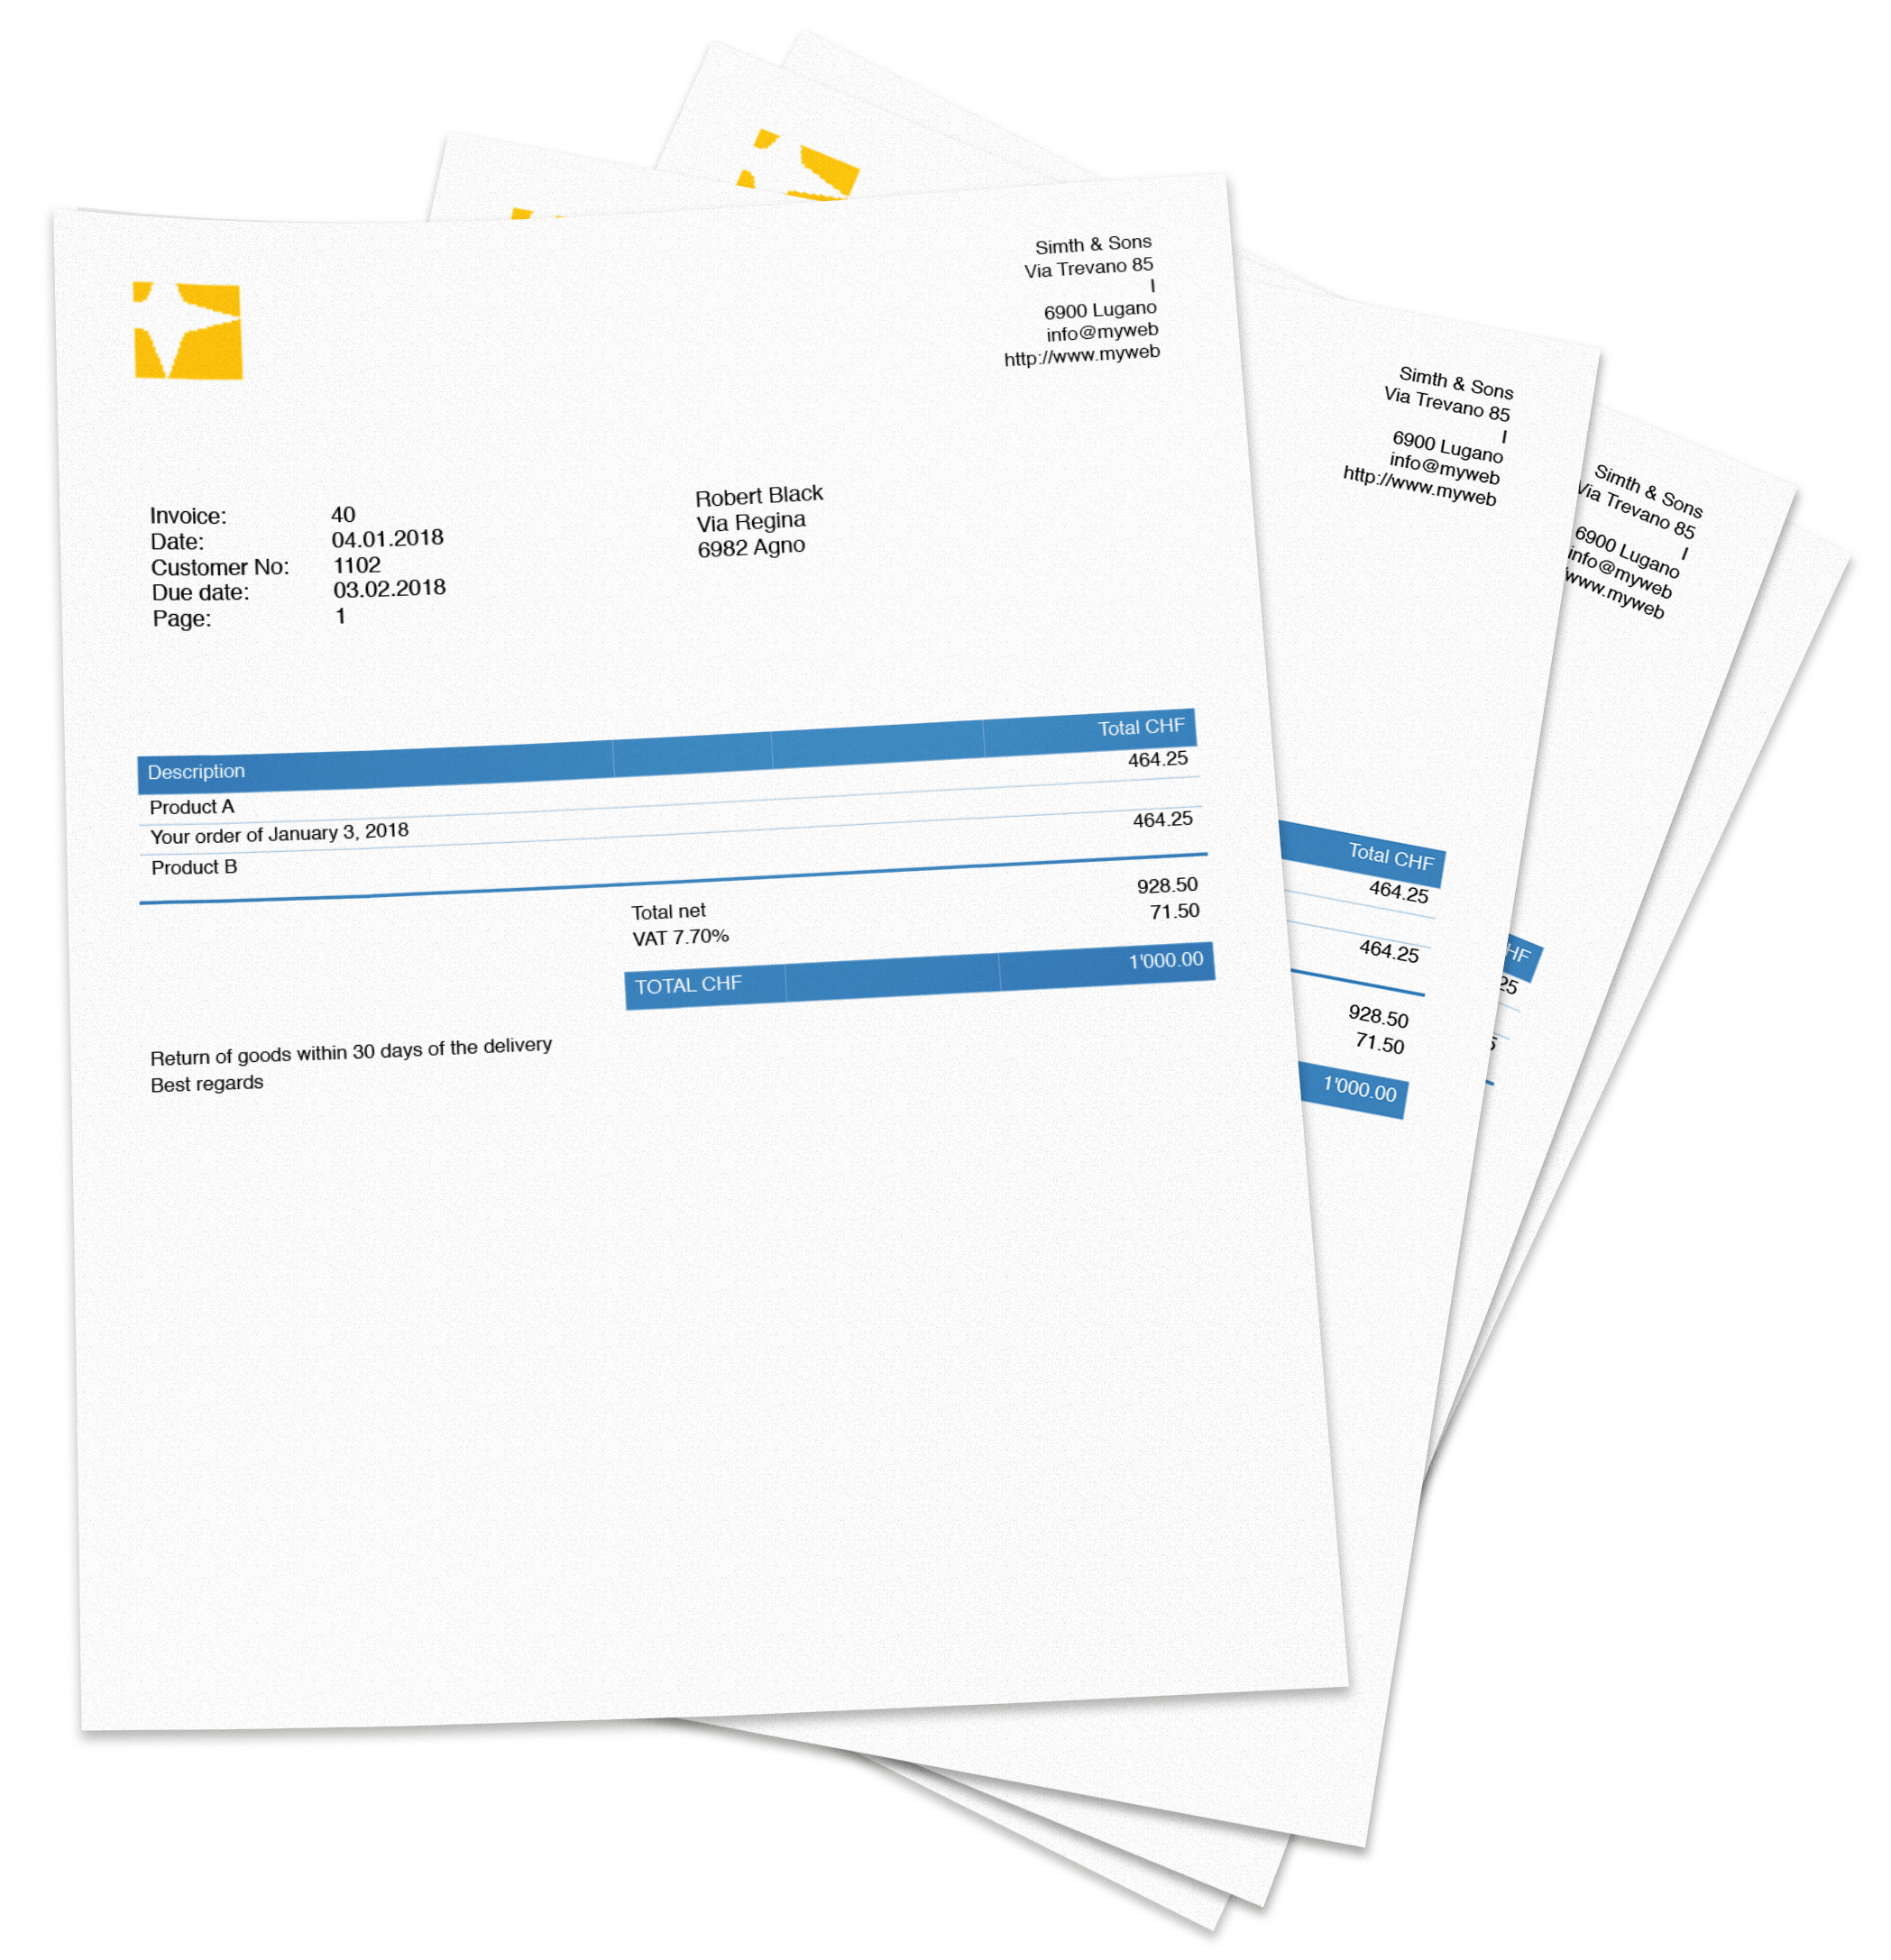 Simth & Sons
Via Trevano 85
I
6900 Lugano
info@myweb
http://www.myweb
Invoice: 40
Date: 04.01.2018
Customer No: 1102
Due date: 03.02.2018
Page: 1
Robert Black
Via Regina
6982 Agno
Description Total CHF
Product A 464.25
Your order of January 3, 2018
Product B 464.25
Total net 928.50
VAT 7.70% 71.50
TOTAL CHF 1'000.00
Return of goods within 30 days of the delivery
Best regards
Simth & Sons
Via Trevano 85
I
6900 Lugano
info@myweb
http://www.myweb
Total CHF
464.25
464.25
928.50
71.50
1'000.00
Simth & Sons
Via Trevano 85
I
6900 Lugano
info@myweb
/www.myweb
HF
25
5